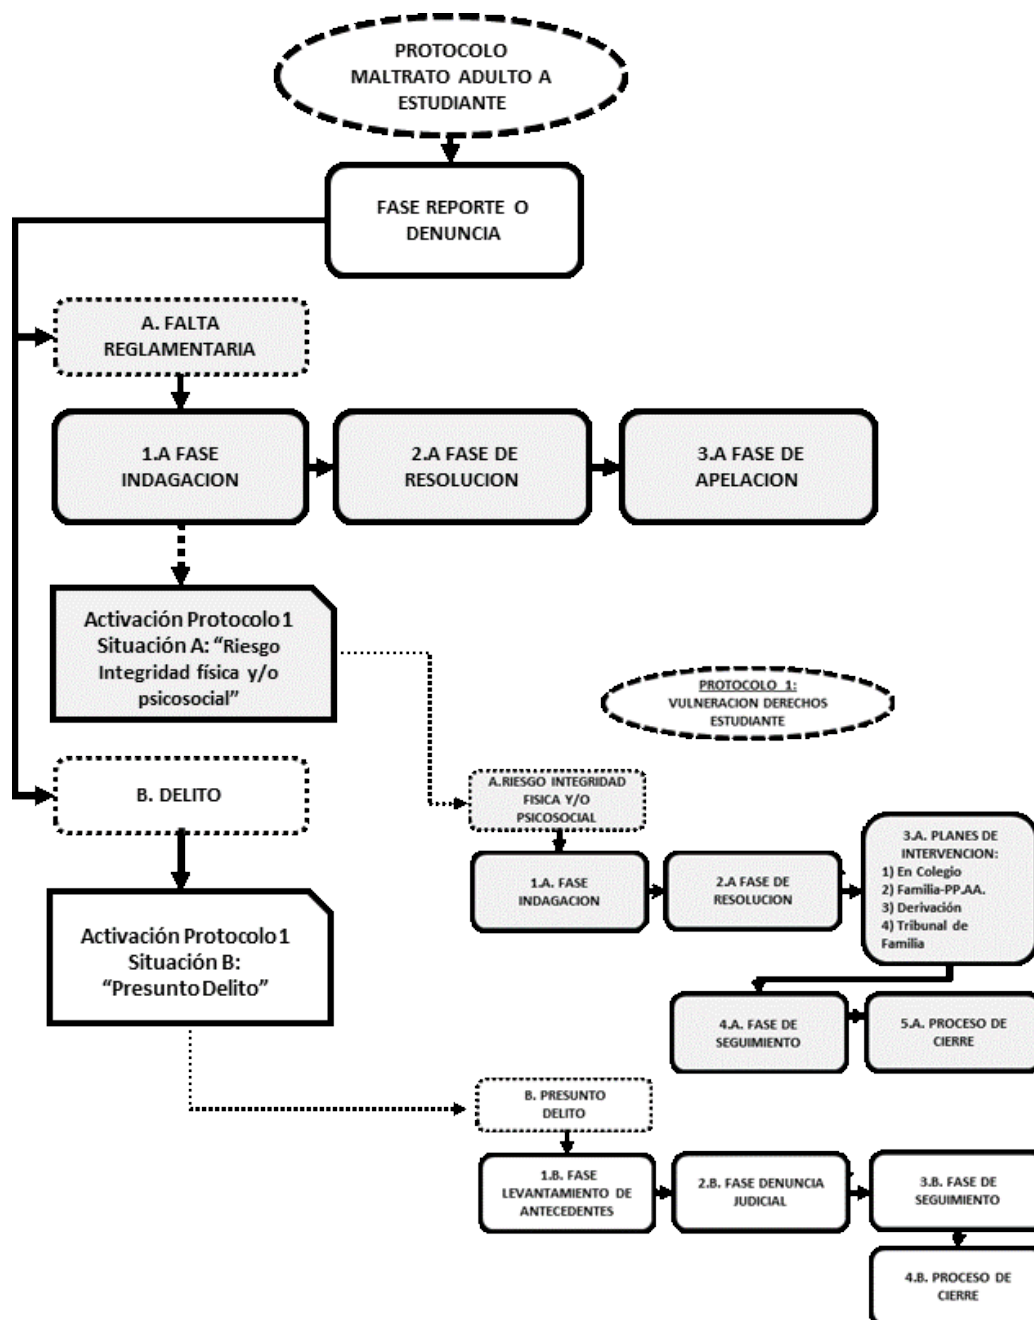 PROTOCOLO
MALTRATO ADULTO A
ESTUDIANTE
FASE REPORTE O
DENUNCIA
A. FALTA
REGLAMENTARIA
1.A FASE
INDAGACION
2.A FASE DE
RESOLUCION
3.A FASE DE
APELACION
Activación Protocolo 1
Situación A: “Riesgo
Integridad física y/o
psicosocial”
PROTOCOLO 1:
VULNERACION DERECHOS
ESTUDIANTE
B. DELITO
A.RIESGO INTEGRIDAD
FISICA Y/O
PSICOSOCIAL
1.A. FASE
INDAGACION
2.A FASE DE
RESOLUCION
3.A. PLANES DE
INTERVENCION:
1) En Colegio
2) Familia-PP.AA.
3) Derivación
4) Tribunal de
Familia
Activación Protocolo 1
Situación B:
“Presunto Delito”
4.A. FASE DE
SEGUIMIENTO
5.A. PROCESO DE
CIERRE
B. PRESUNTO
DELITO
1.B. FASE
LEVANTAMIENTO DE
ANTECEDENTES
2.B. FASE DENUNCIA
JUDICIAL
3.B. FASE DE
SEGUIMIENTO
4.B. PROCESO DE
CIERRE